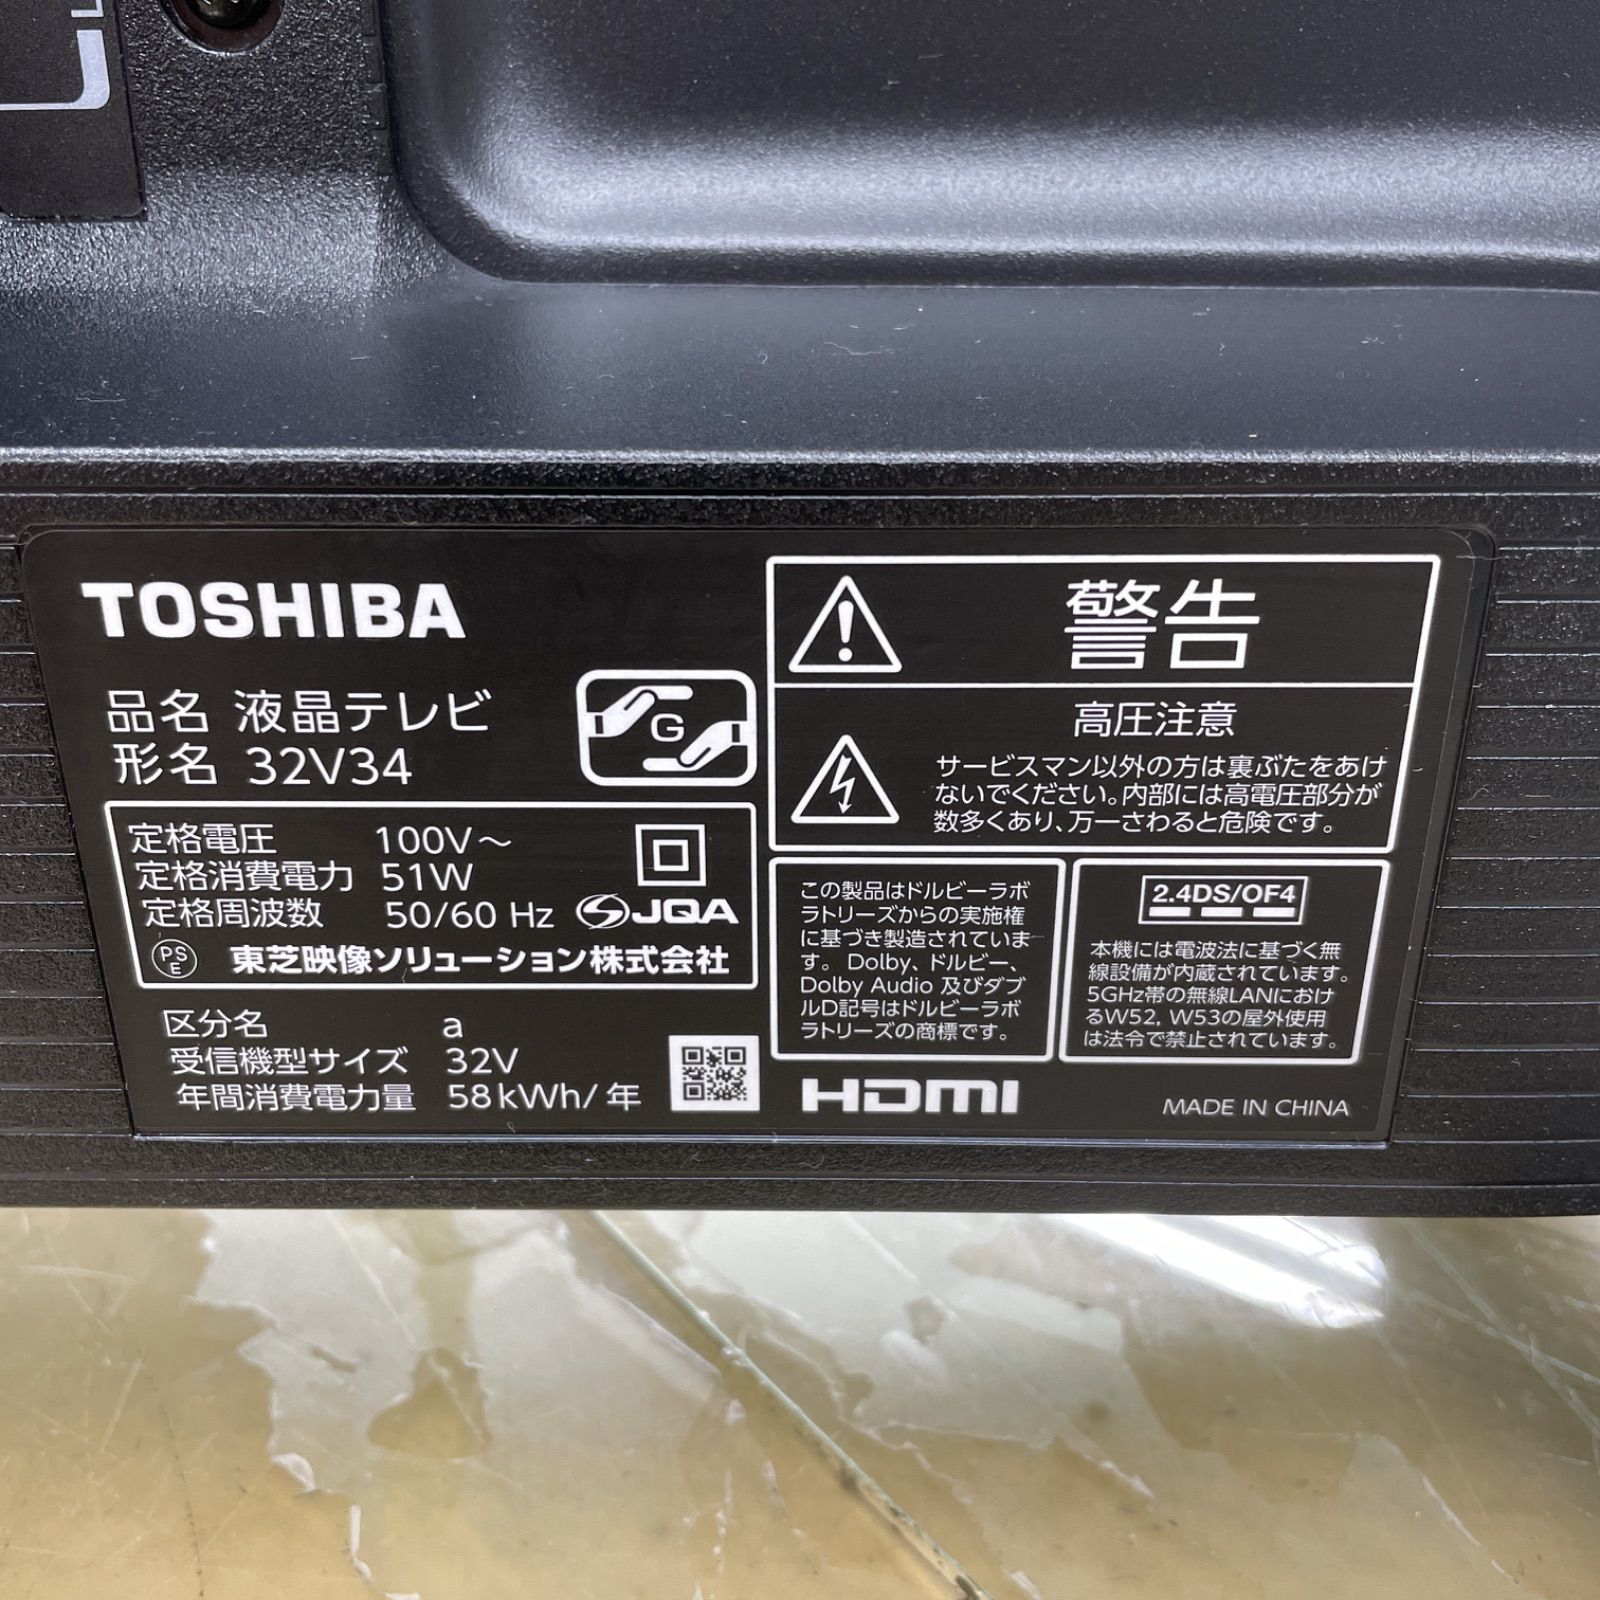 TOSHIBA
品名 液晶テレビ
形名 32V34
G
定格電圧 100V～
定格消費電力 51W
定格周波数 50/60 Hz
JQA
PSE 東芝映像ソリューション株式会社
区分名 a
受信機型サイズ 32V
年間消費電力量 58kWh/年
警告
高圧注意
サービスマン以外の方は裏ぶたをあけ
ないでください。内部には高電圧部分が
数多くあり、万一さわると危険です。
この製品はドルビーラボ
ラトリーズからの実施権
に基づき製造されていま
す。Dolby、ドルビー、
Dolby Audio 及びダブ
ルD記号はドルビーラボ
ラトリーズの商標です。
2.4DS/OF4
本機には電波法に基づく無
線設備が内蔵されています。
5GHz帯の無線LANにおけ
るW52, W53の屋外使用
は法令で禁止されています。
HDMI
MADE IN CHINA